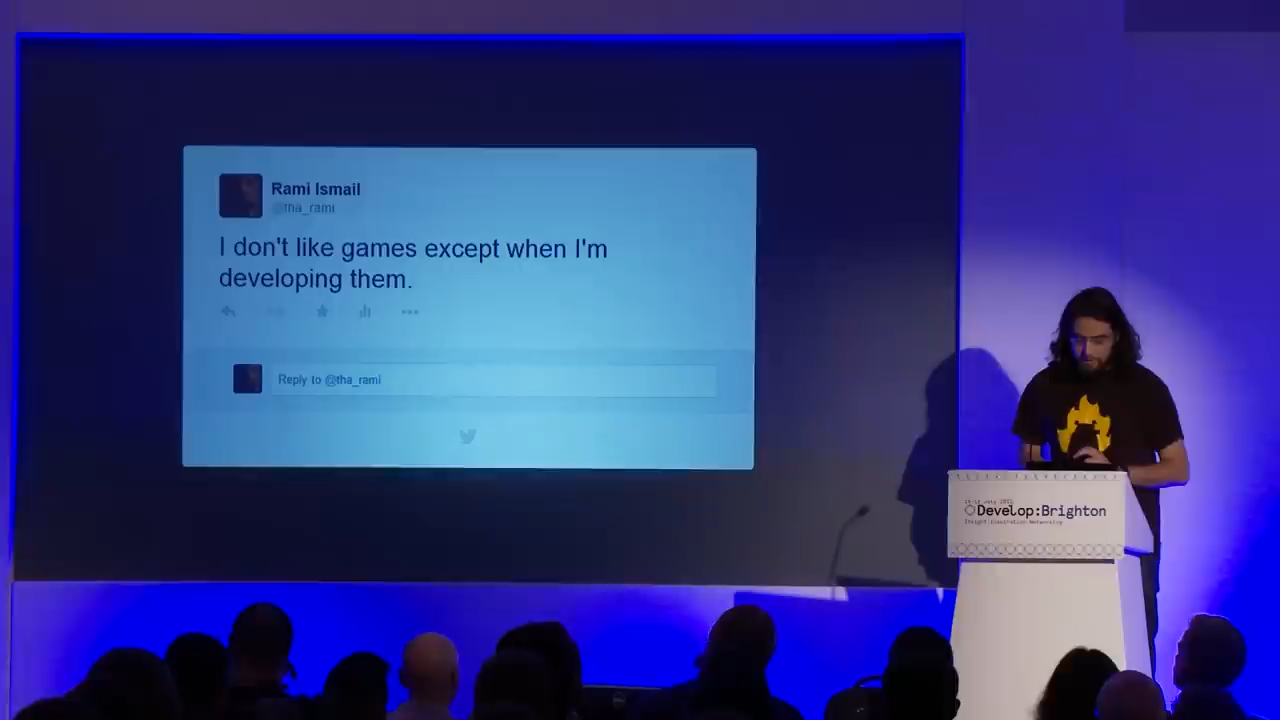 Rami Ismail
@tha_rami
I don't like games except when I'm
developing them.
Reply to @tha_rami
Develop:Brighton